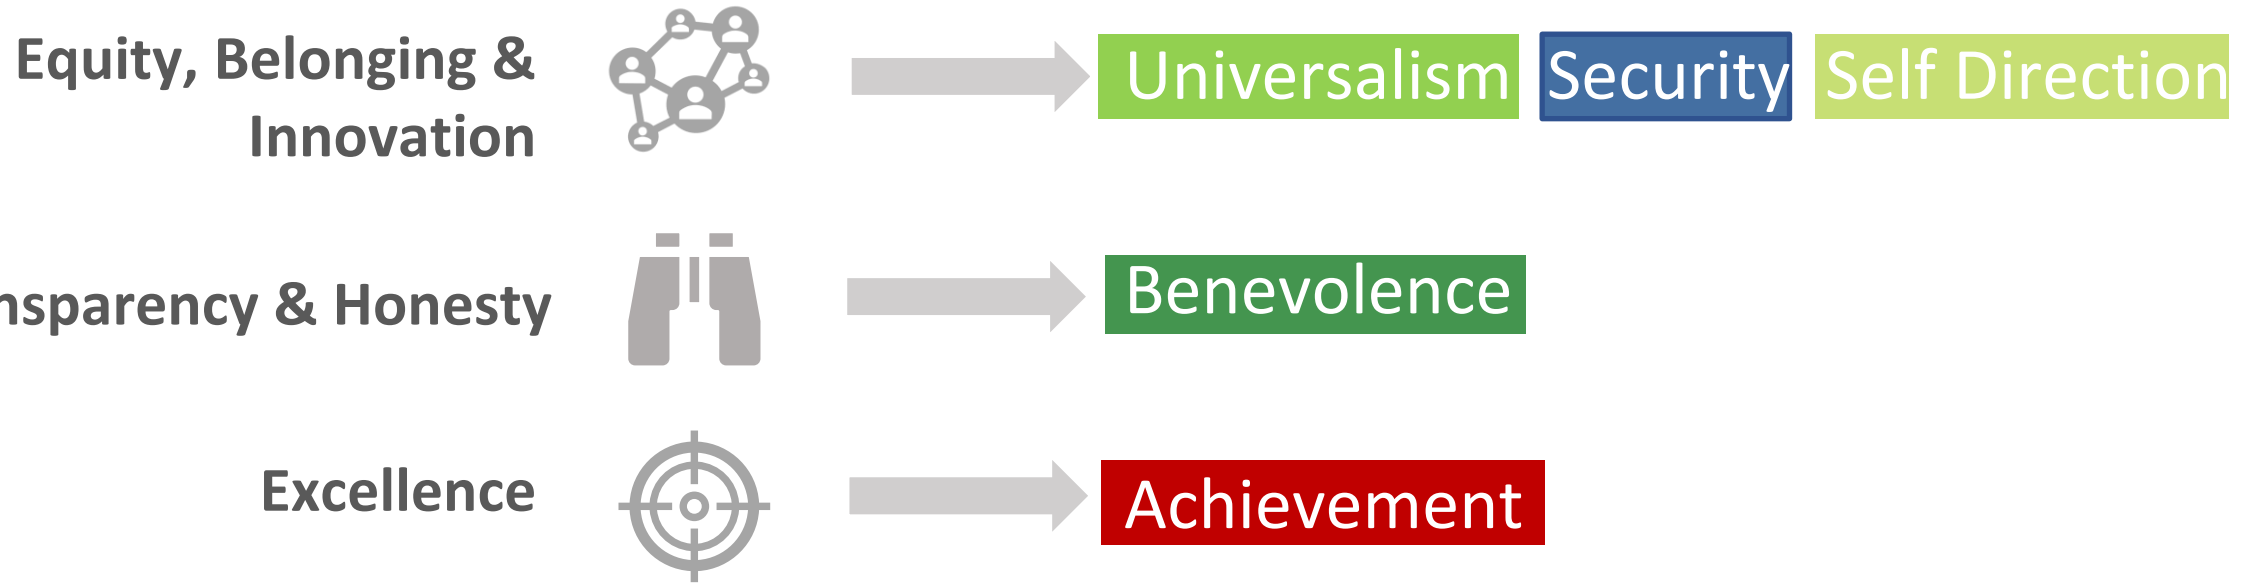 Equity, Belonging &
Innovation
Universalism Security Self Direction
nsparency & Honesty
Benevolence
Excellence
Achievement